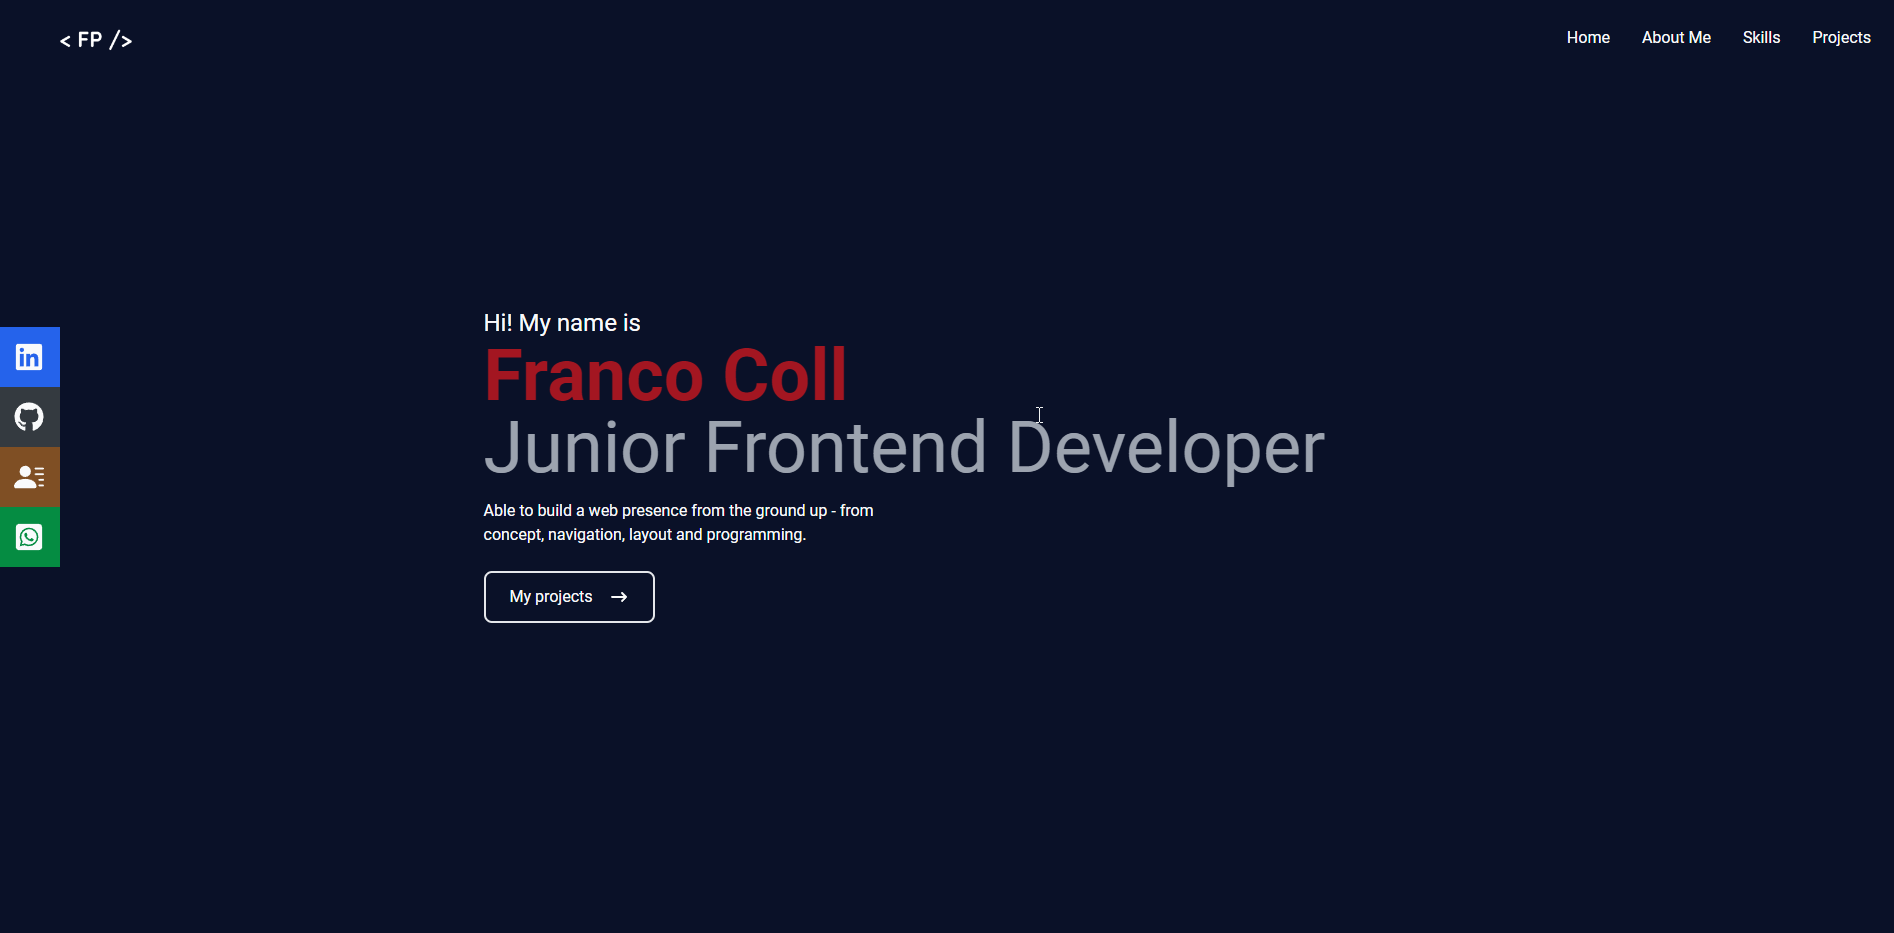 < FP />
Home
About Me
Skills
Projects
Hi! My name is
Franco Coll
Junior Frontend Developer
in
Able to build a web presence from the ground up - from
concept, navigation, layout and programming.
My projects